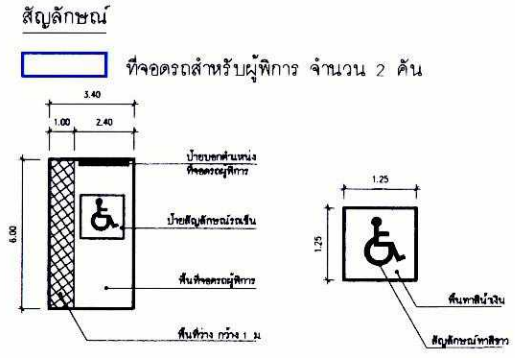 สัญลักษณ์
ที่จอดรถสำหรับผู้พิการ จำนวน 2 คัน
3.40
1.00 2.40
ป้ายบอกตำแหน่ง
ที่จอดรถผู้พิการ
6.00
ป้ายสัญลักษณ์รถเข็น
พื้นที่จอดรถผู้พิการ
พื้นที่ว่าง กว้าง 1 ม
1.25
1.25
พื้นทาสีน้ำเงิน
สัญลักษณ์ทาสีขาว